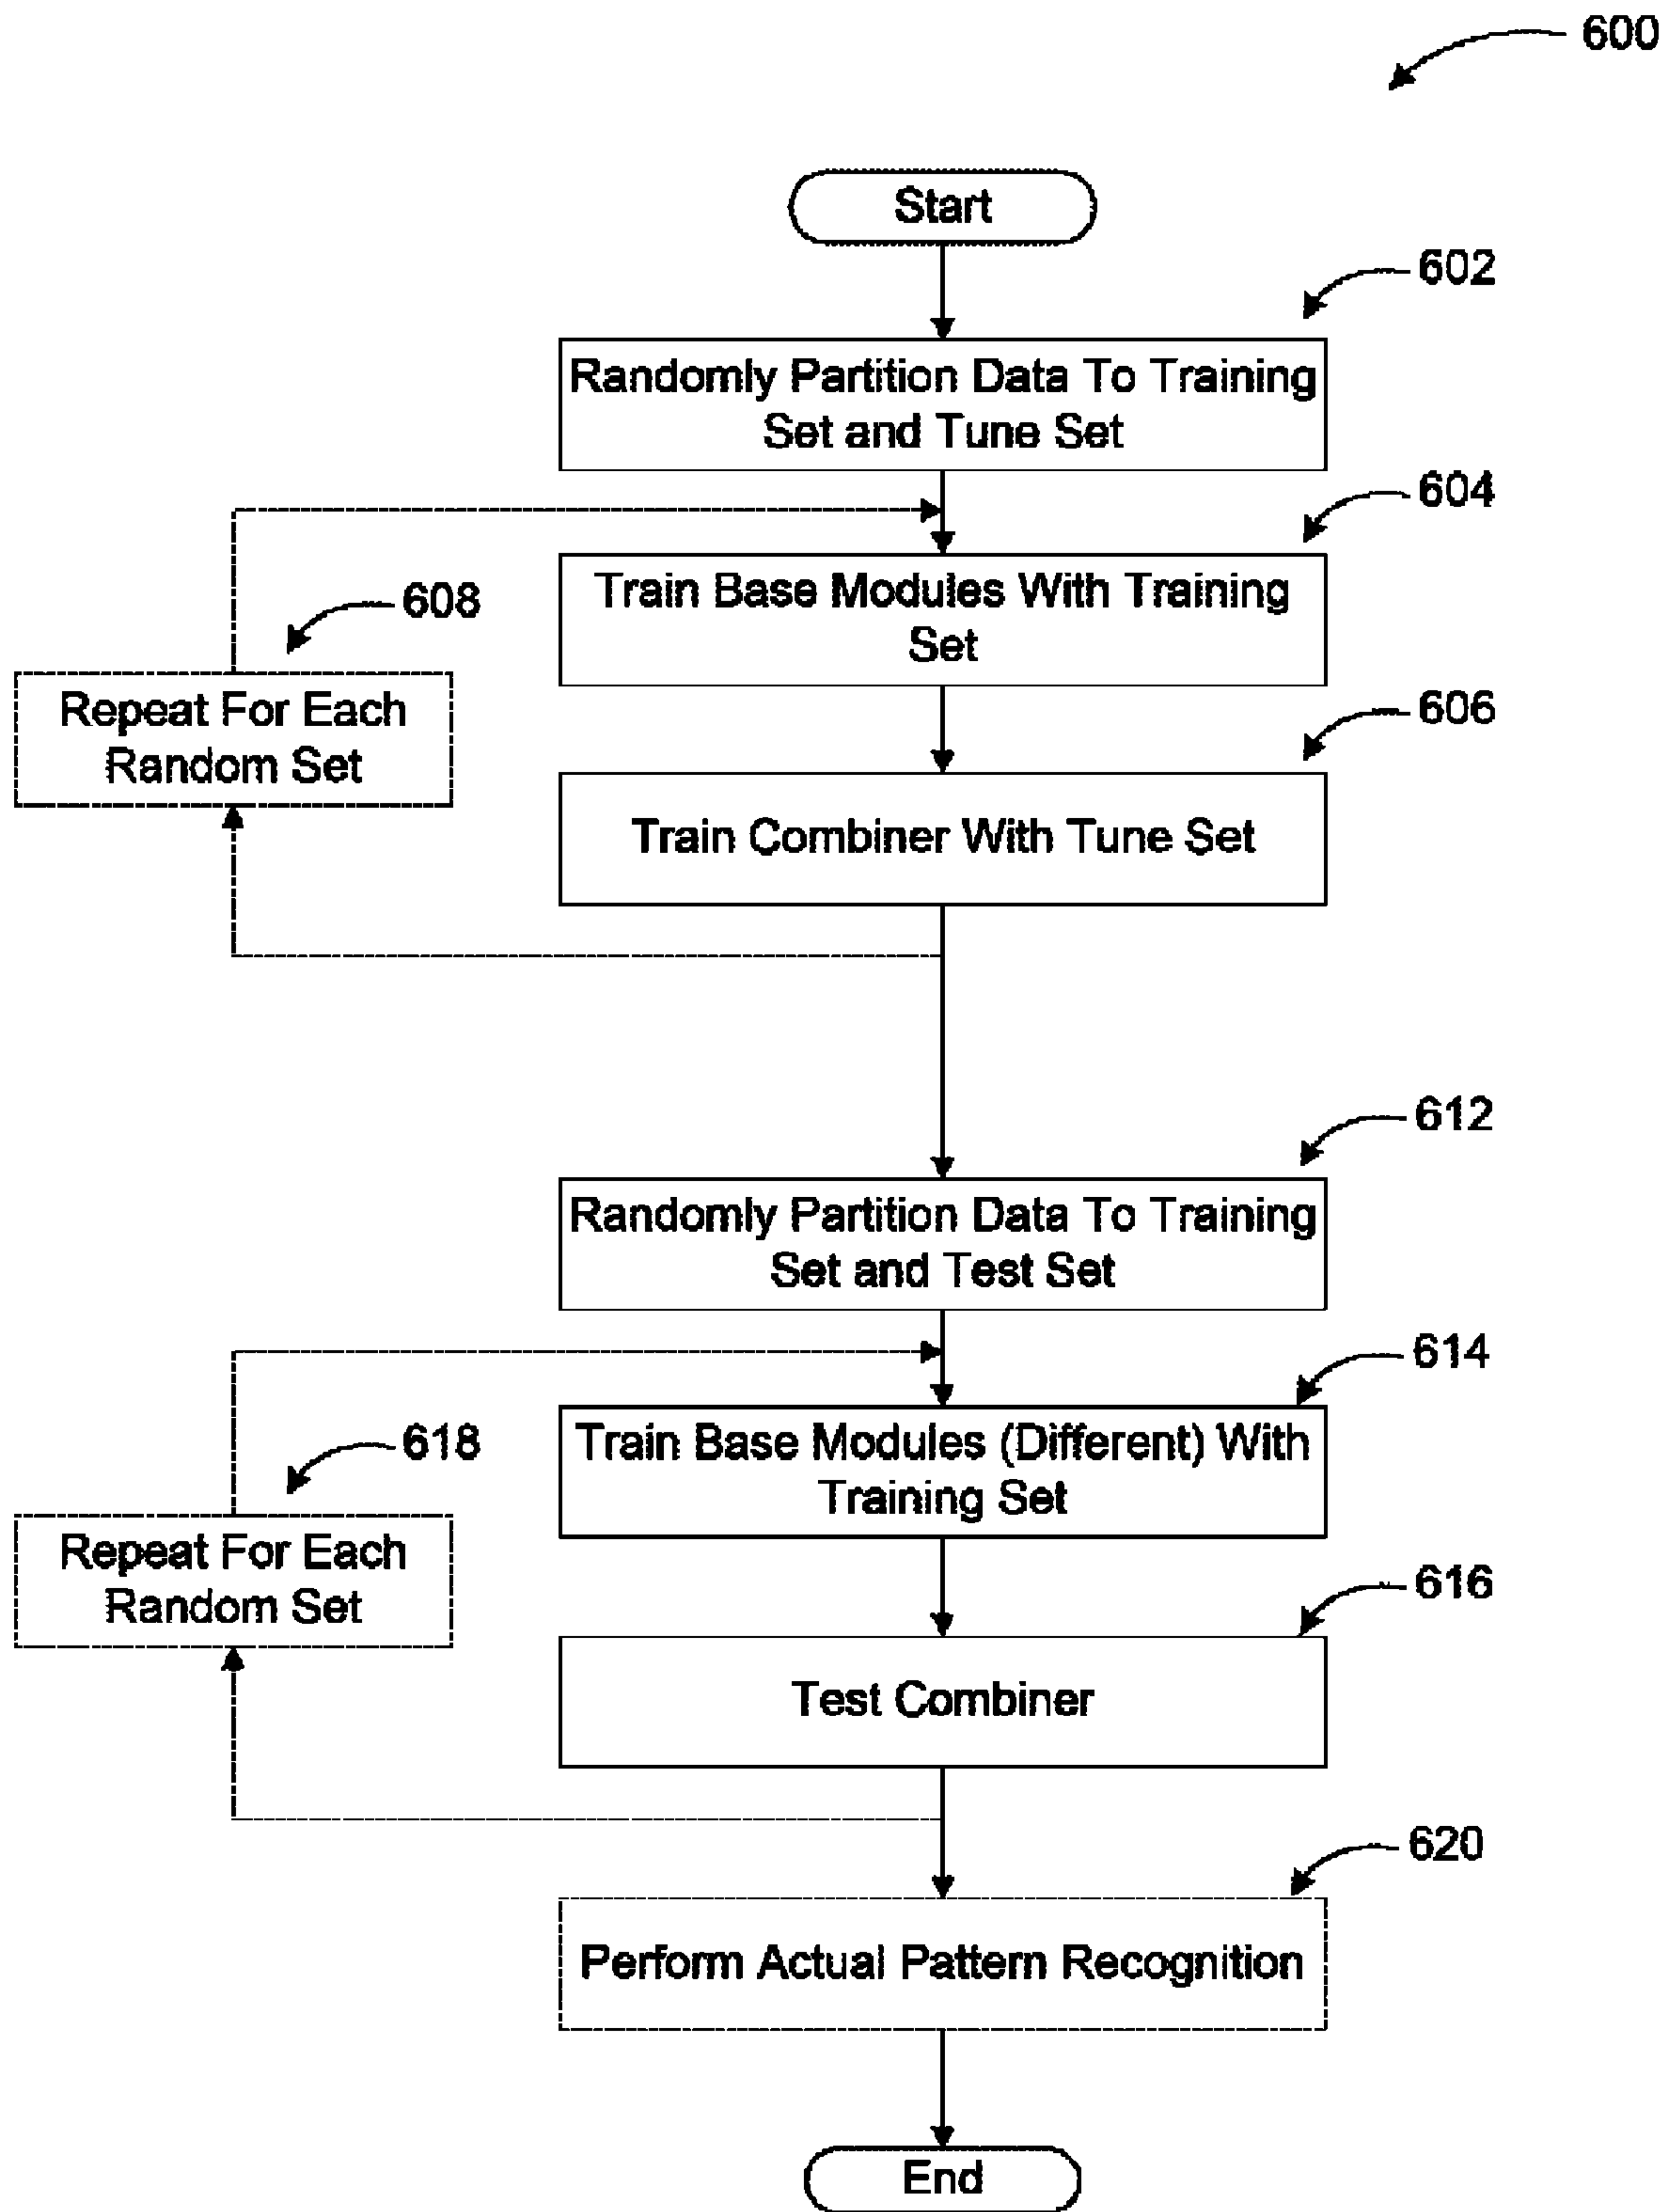 600
Start
602
Randomly Partition Data To Training
Set and Tune Set
604
Train Base Modules With Training
Set
608
Repeat For Each
Random Set
606
Train Combiner With Tune Set
612
Randomly Partition Data To Training
Set and Test Set
614
Train Base Modules (Different) With
Training Set
618
Repeat For Each
Random Set
616
Test Combiner
620
Perform Actual Pattern Recognition
End